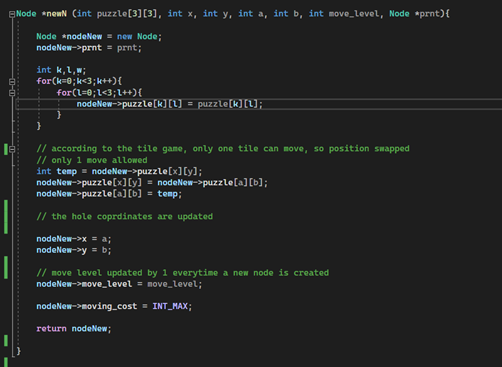 Node *newN (int puzzle[3][3], int x, int y, int a, int b, int move_level, Node *prnt){
Node *nodeNew = new Node;
nodeNew->prnt = prnt;
int k,l,w;
for(k=0;k<3;k++){
for(l=0;l<3;l++){
nodeNew->puzzle[k][l] = puzzle[k][l];
}
}
// according to the tile game, only one tile can move, so position swapped
// only 1 move allowed
int temp = nodeNew->puzzle[x][y];
nodeNew->puzzle[x][y] = nodeNew->puzzle[a][b];
nodeNew->puzzle[a][b] = temp;
// the hole coprdinates are updated
nodeNew->x = a;
nodeNew->y = b;
// move level updated by 1 everytime a new node is created
nodeNew->move_level = move_level;
nodeNew->moving_cost = INT_MAX;
return nodeNew;
}